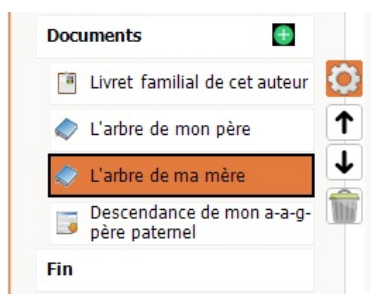 Documents
Livret familial de cet auteur
L'arbre de mon père
L'arbre de ma mère
Descendance de mon a-a-g-
père paternel
Fin